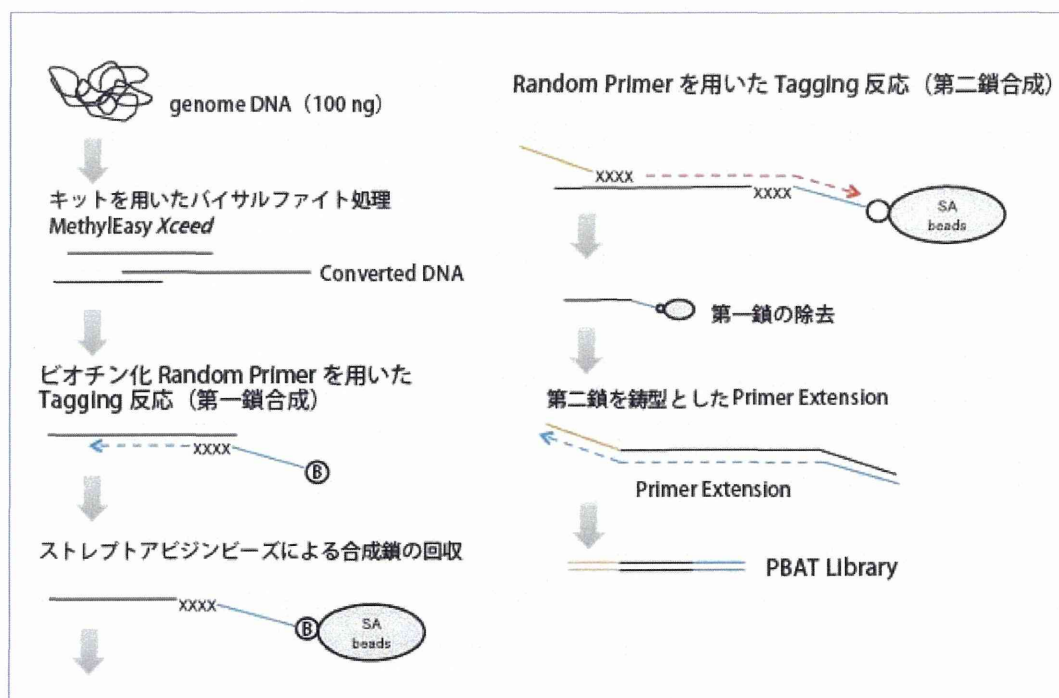 genome DNA（100 ng）
キットを用いたバイサルファイト処理
MethylEasy Xceed
Converted DNA
ビオチン化 Random Primer を用いた
Tagging 反応（第一鎖合成）
XXXX
B
ストレプトアビジンビーズによる合成鎖の回収
XXXX
B
SA
beads
Random Primer を用いた Tagging 反応（第二鎖合成）
XXXX
XXXX
SA
beads
第一鎖の除去
第二鎖を鋳型とした Primer Extension
Primer Extension
PBAT Library